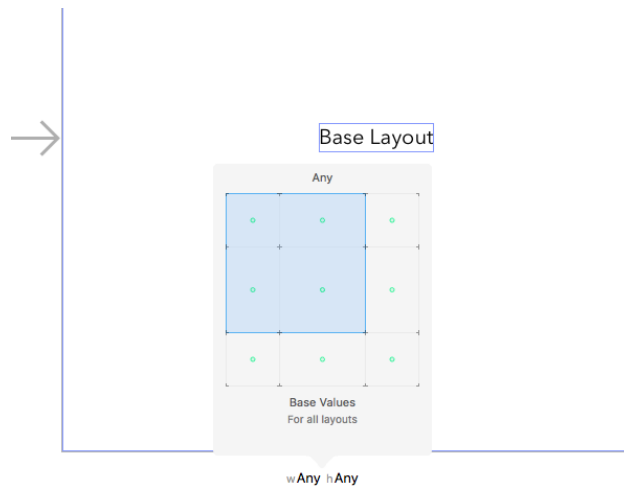 Base Layout
Any
Base Values
For all layouts
wAny hAny